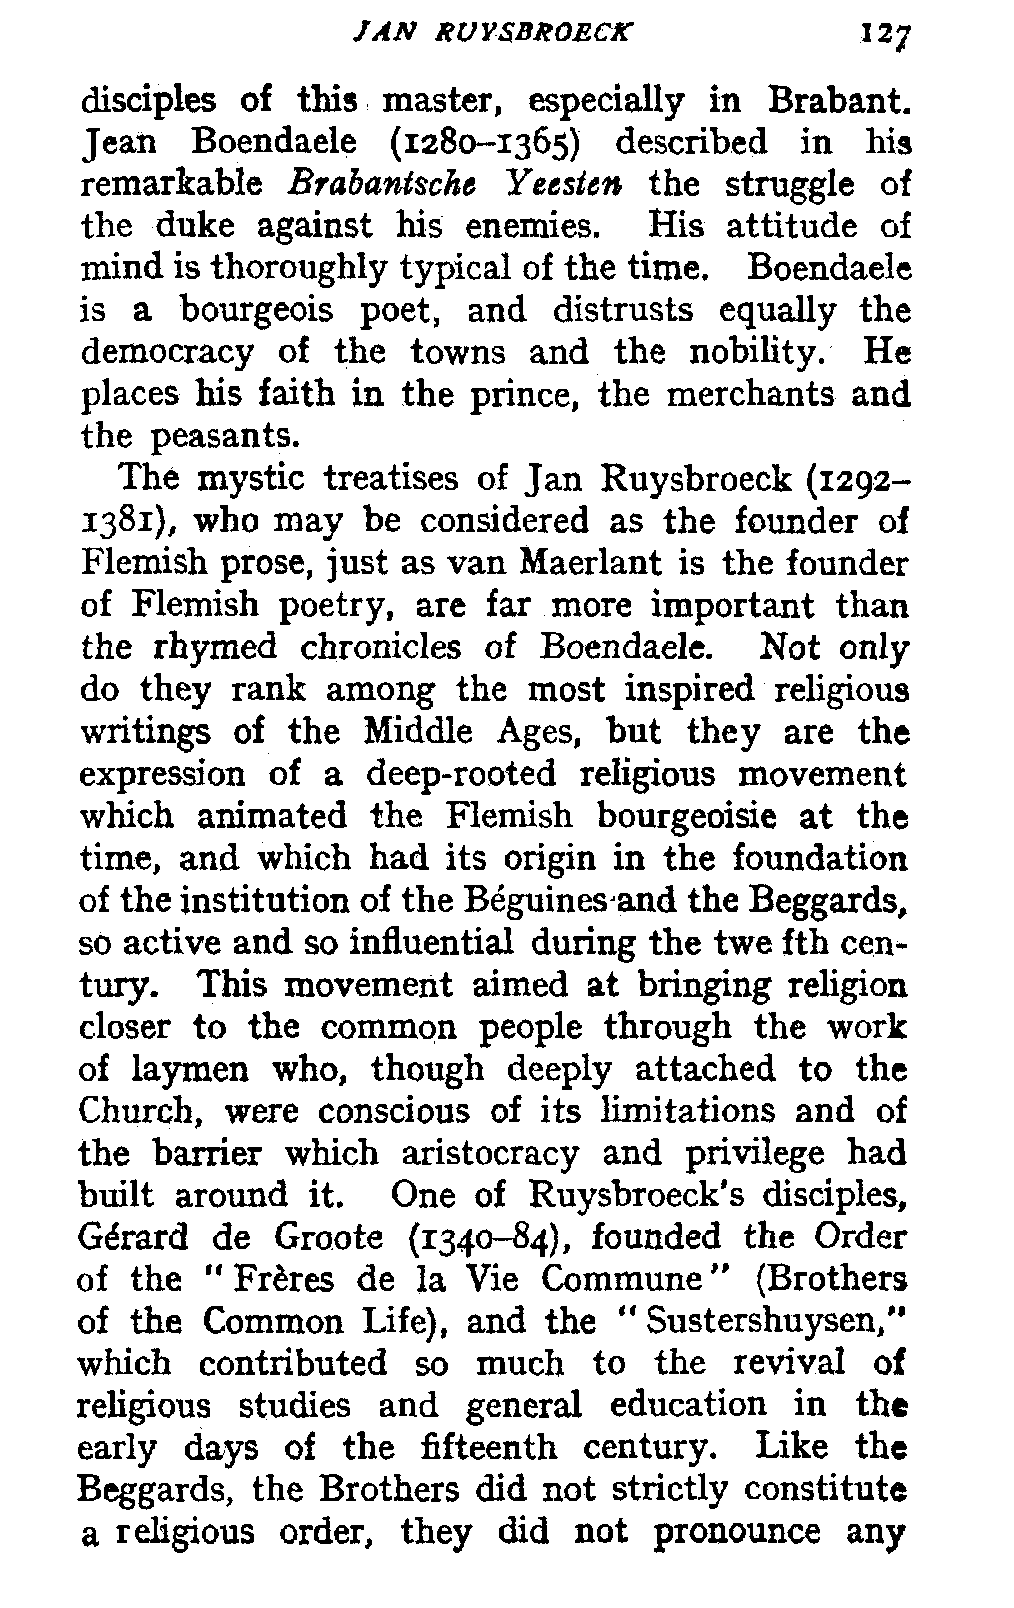 JAN RUYSBROECK 127
disciples of this master, especially in Brabant.
Jean Boendaele (1280–1365) described in his
remarkable Brabantsche Yeesten the struggle of
the duke against his enemies. His attitude of
mind is thoroughly typical of the time. Boendaele
is a bourgeois poet, and distrusts equally the
democracy of the towns and the nobility. He
places his faith in the prince, the merchants and
the peasants.
The mystic treatises of Jan Ruysbroeck (1292–
1381), who may be considered as the founder of
Flemish prose, just as van Maerlant is the founder
of Flemish poetry, are far more important than
the rhymed chronicles of Boendaele. Not only
do they rank among the most inspired religious
writings of the Middle Ages, but they are the
expression of a deep-rooted religious movement
which animated the Flemish bourgeoisie at the
time, and which had its origin in the foundation
of the institution of the Béguines and the Beggards,
so active and so influential during the twe fth cen-
tury. This movement aimed at bringing religion
closer to the common people through the work
of laymen who, though deeply attached to the
Church, were conscious of its limitations and of
the barrier which aristocracy and privilege had
built around it. One of Ruysbroeck's disciples,
Gérard de Groote (1340–84), founded the Order
of the "Frères de la Vie Commune" (Brothers
of the Common Life), and the "Sustershuysen,"
which contributed so much to the revival of
religious studies and general education in the
early days of the fifteenth century. Like the
Beggards, the Brothers did not strictly constitute
a religious order, they did not pronounce any